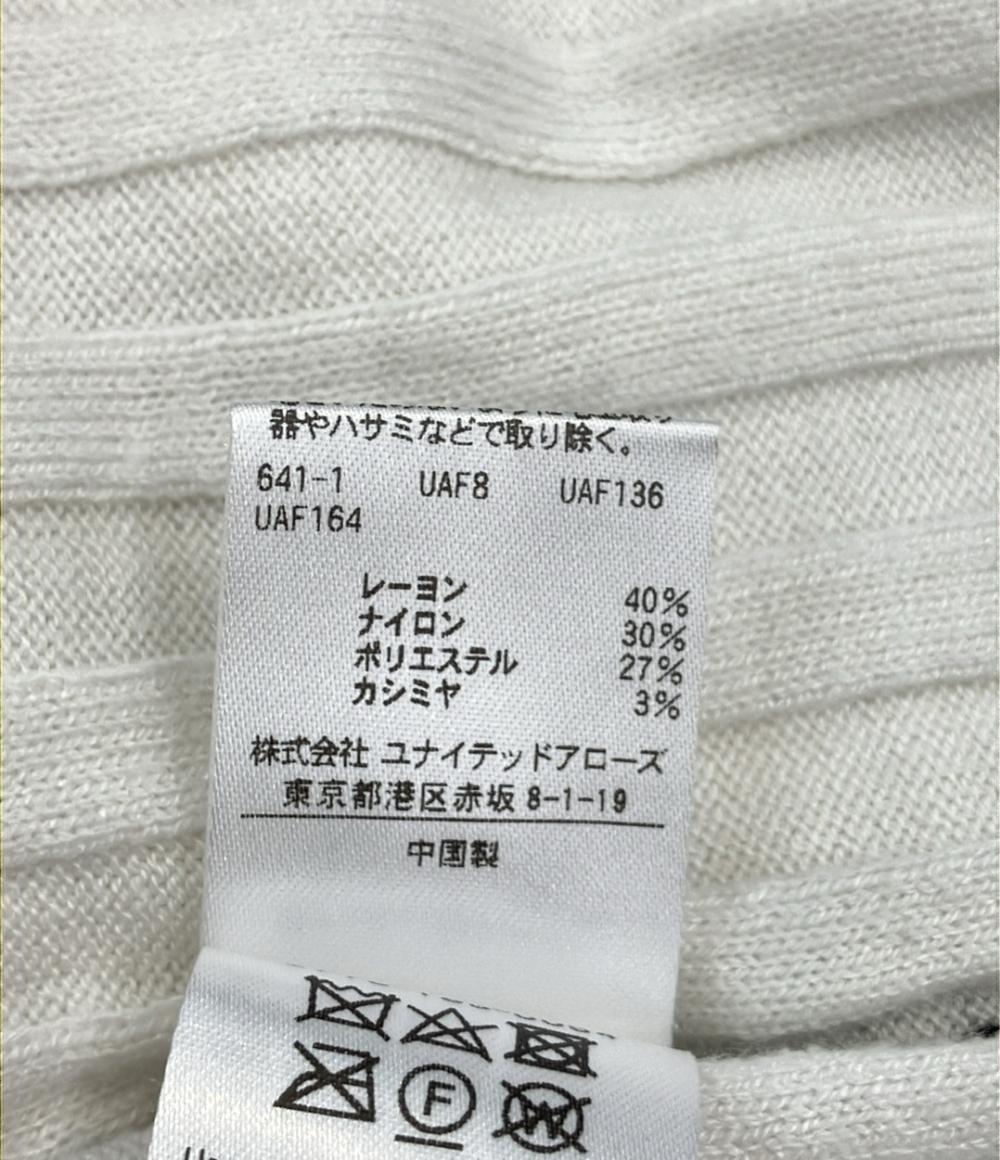 器やハサミなどで取り除く。
641-1 UAF8 UAF136
UAF164
レーヨン 40%
ナイロン 30%
ポリエステル 27%
カシミヤ 3%
株式会社 ユナイテッドアローズ
東京都港区赤坂 8-1-19
中国製
F
W